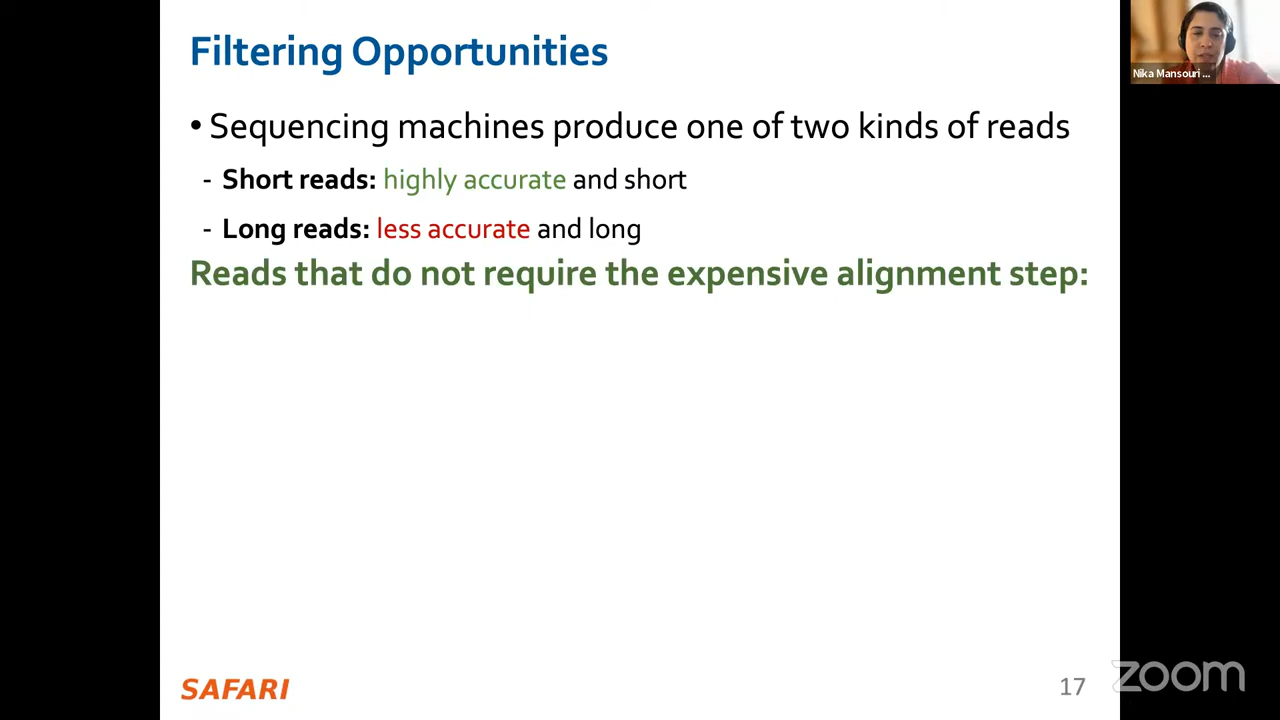 Filtering Opportunities
Nika Mansouri ...
• Sequencing machines produce one of two kinds of reads
- Short reads: highly accurate and short
- Long reads: less accurate and long
Reads that do not require the expensive alignment step:
SAFARI
17
zoom